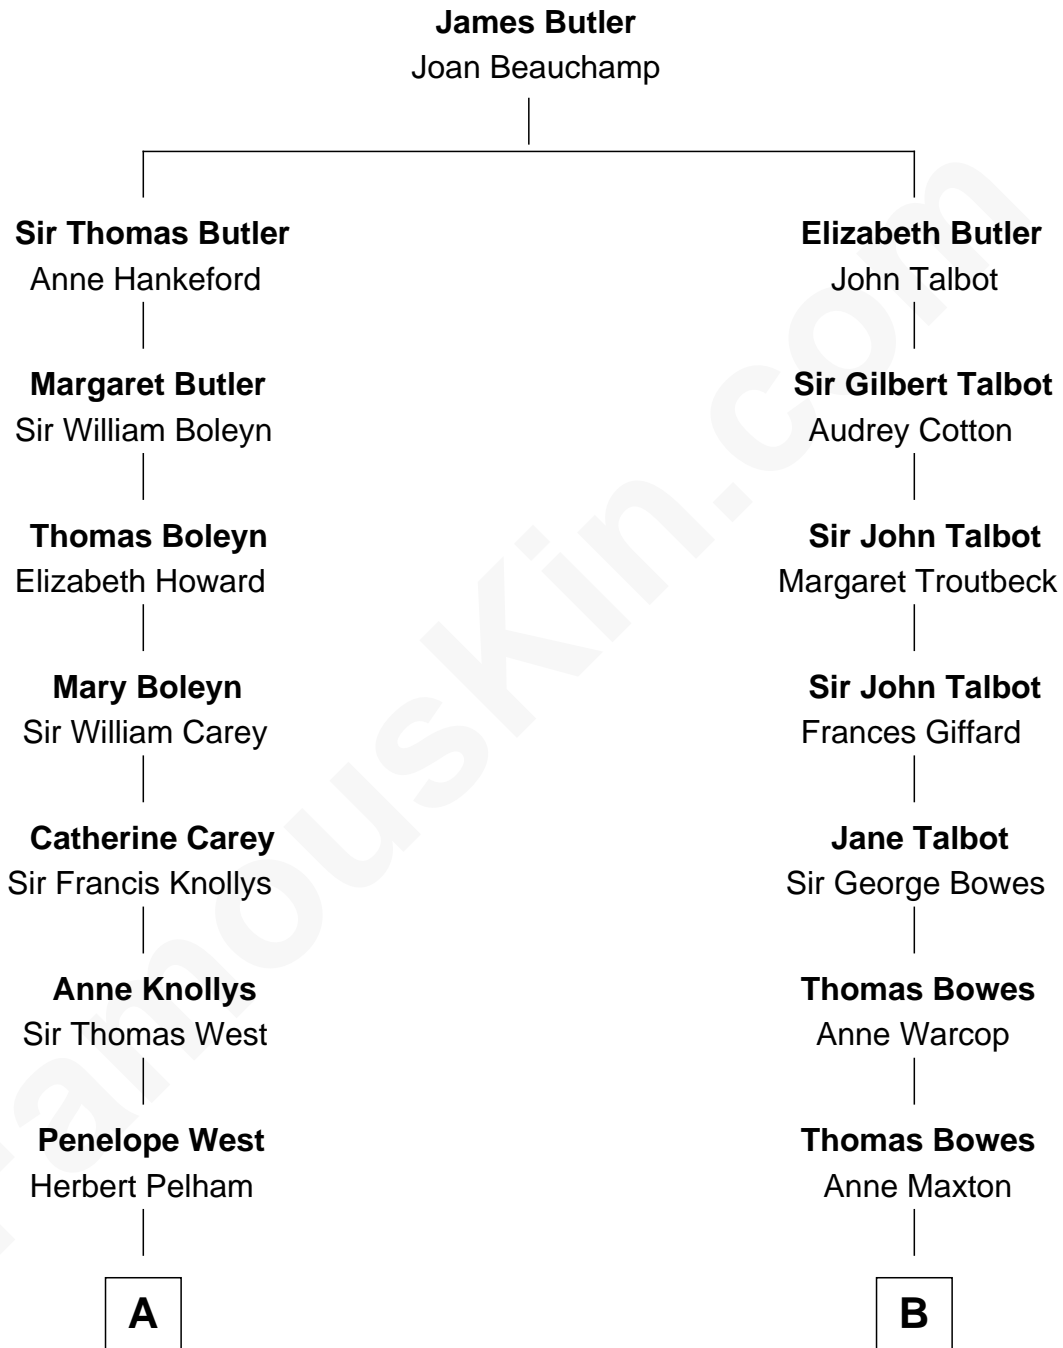 James Butler
Joan Beauchamp
Sir Thomas Butler
Anne Hankeford
Elizabeth Butler
John Talbot
Margaret Butler
Sir William Boleyn
Sir Gilbert Talbot
Audrey Cotton
Thomas Boleyn
Elizabeth Howard
Sir John Talbot
Margaret Troutbeck
Mary Boleyn
Sir William Carey
Sir John Talbot
Frances Giffard
Catherine Carey
Sir Francis Knollys
Jane Talbot
Sir George Bowes
Anne Knollys
Sir Thomas West
Thomas Bowes
Anne Warcop
Penelope West
Herbert Pelham
Thomas Bowes
Anne Maxton
A
B
FamousKin.com